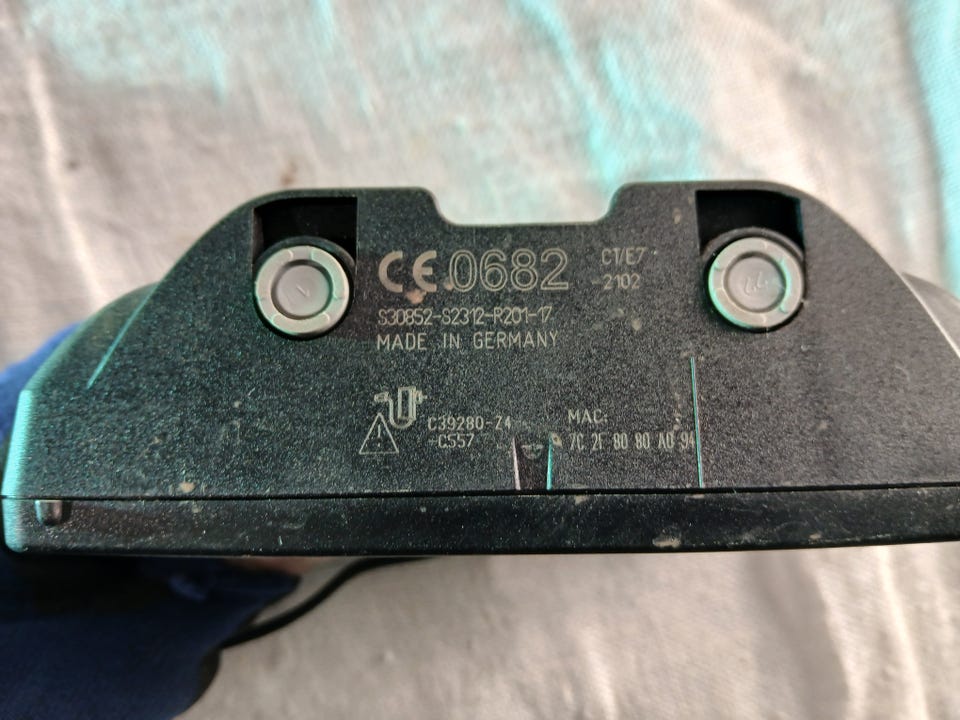 CE 0682
CT/E7
2102
S30852-S2312-R201-17
MADE IN GERMANY
C39280-Z4
-C557
MAC:
7C 2F 80 80 A0 94